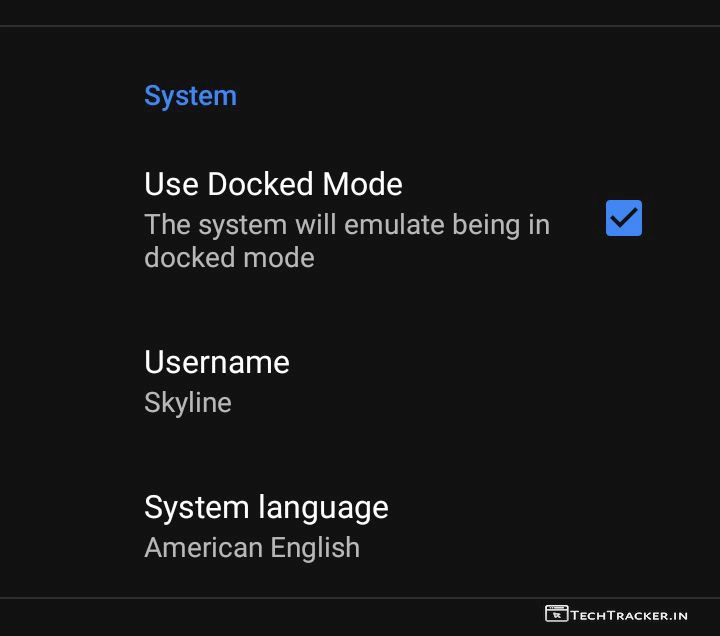 System
Use Docked Mode
The system will emulate being in
docked mode
Username
Skyline
System language
American English
TechTracker.in